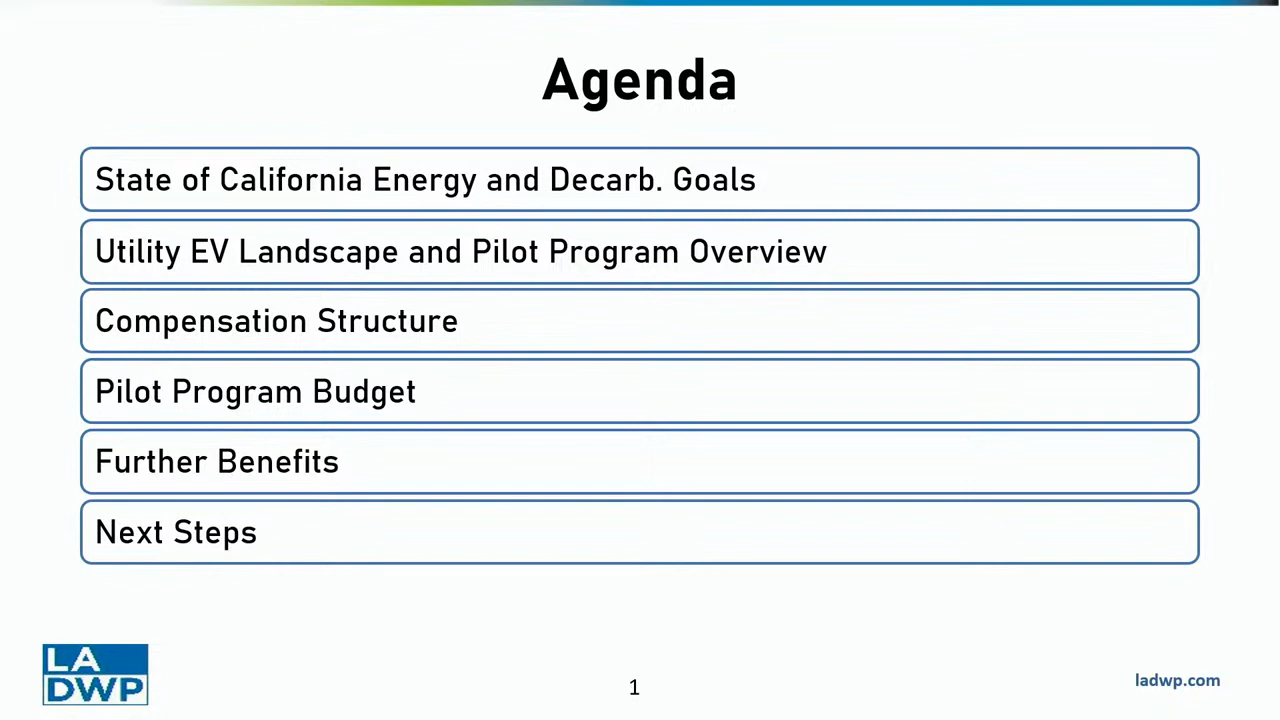 Agenda
State of California Energy and Decarb. Goals
Utility EV Landscape and Pilot Program Overview
Compensation Structure
Pilot Program Budget
Further Benefits
Next Steps
LA
DWP
1
ladwp.com